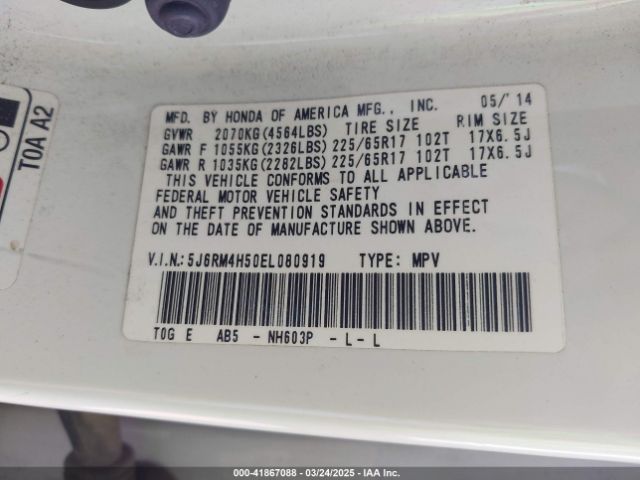 TOA A2
MFD. BY HONDA OF AMERICA MFG., INC. 05/'14
GVWR 2070KG(4564LBS) TIRE SIZE RIM SIZE
GAWR F 1055KG(2326LBS) 225/65R17 102T 17X6.5J
GAWR R 1035KG(2282LBS) 225/65R17 102T 17X6.5J
THIS VEHICLE CONFORMS TO ALL APPLICABLE
FEDERAL MOTOR VEHICLE SAFETY
AND THEFT PREVENTION STANDARDS IN EFFECT
ON THE DATE OF MANUFACTURE SHOWN ABOVE.
V.I.N.: 5J6RM4H50EL080919 TYPE: MPV
T0G E AB5 - NH603P - L - L
000-41867088 - 03/24/2025 - IAA Inc.